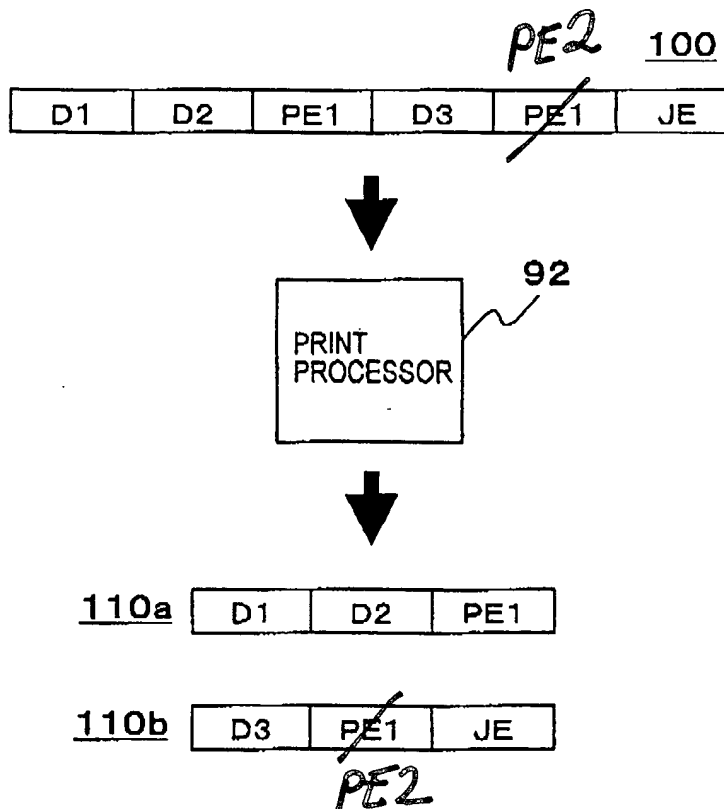 PE2 100
D1 D2 PE1 D3 PE1 JE
92
PRINT
PROCESSOR
110a D1 D2 PE1
110b D3 PE1 JE
PE2